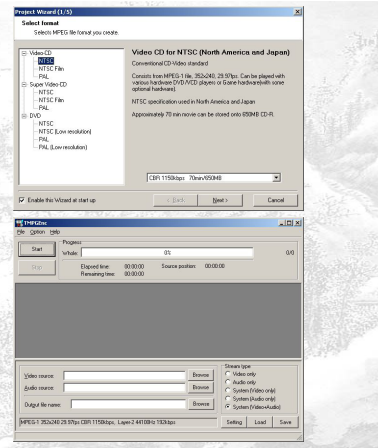 Project Wizard (1/5)
Select format
Selects MPEG file format you create.
Video-CD
NTSC
NTSC Film
PAL
Super Video-CD
NTSC
NTSC Film
PAL
DVD
NTSC
NTSC (Low resolution)
PAL
PAL (Low resolution)
Video CD for NTSC (North America and Japan)
Conventional CD-Video standard
Consists from MPEG-1 file, 352x240, 29.97fps. Can be played with
various hardware DVD /VCD players or Game hardware(with some
optional hardware).
NTSC specification used in North America and Japan
Approximately 70 min movie can be stored onto 650MB CD-R.
CBR 1150kbps 70min/650MB
Enable this Wizard at start up
< Back
Next >
Cancel
TMPGEnc
File Option Help
Start
Stop
Progress
Whole:
0%
0/0
Elapsed time: 00:00:00 Source position: 00:00:00
Remaining time: 00:00:00
Video source:
Browse
Audio source:
Browse
Output file name:
Browse
Stream type
Video only
Audio only
System (Video only)
System (Audio only)
System (Video+Audio)
MPEG-1 352x240 29.97fps CBR 1150kbps, Layer-2 44100Hz 192kbps
Setting
Load
Save